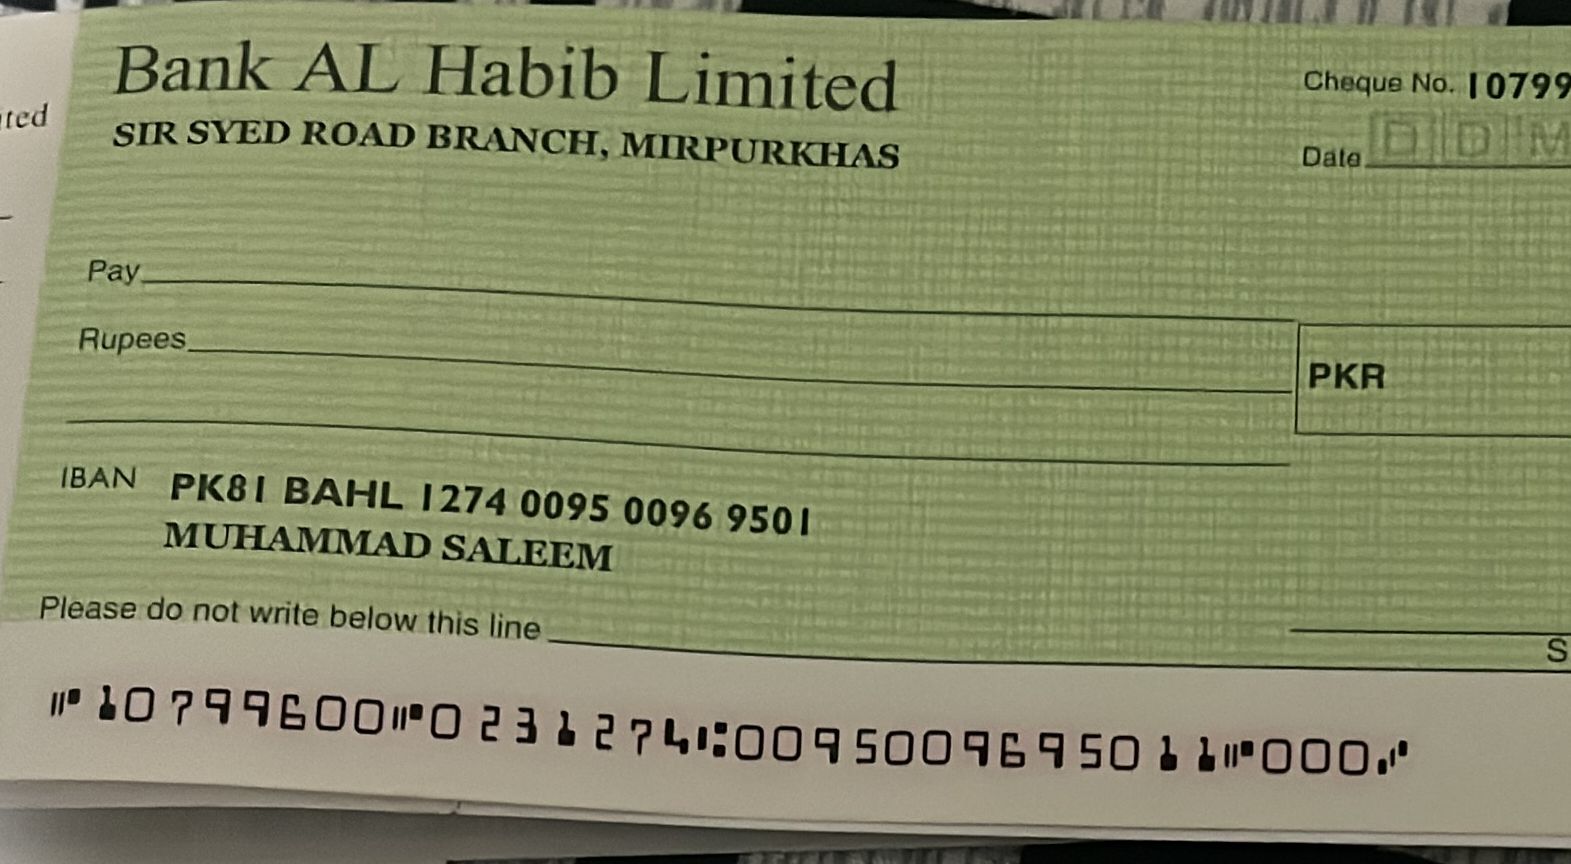 Bank AL Habib Limited
SIR SYED ROAD BRANCH, MIRPURKHAS
Cheque No. 10799
Date D D M
Pay
Rupees
PKR
IBAN PK81 BAHL 1274 0095 0096 9501
MUHAMMAD SALEEM
Please do not write below this line
S
⑈10799600⑈0231274⑆0095009695011⑈000⑇